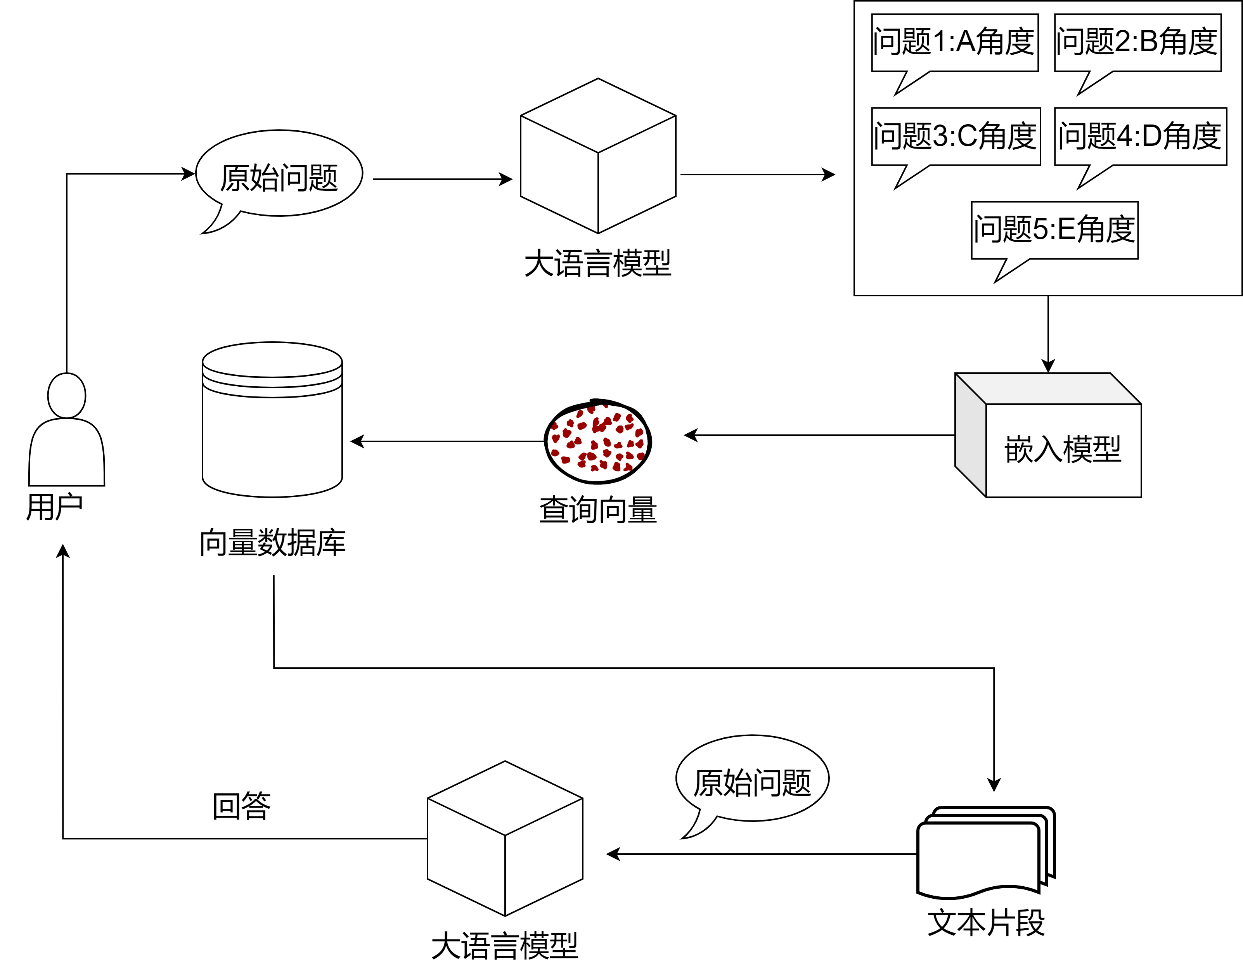 问题1:A角度
问题2:B角度
问题3:C角度
问题4:D角度
问题5:E角度
原始问题
大语言模型
嵌入模型
用户
向量数据库
查询向量
原始问题
回答
大语言模型
文本片段